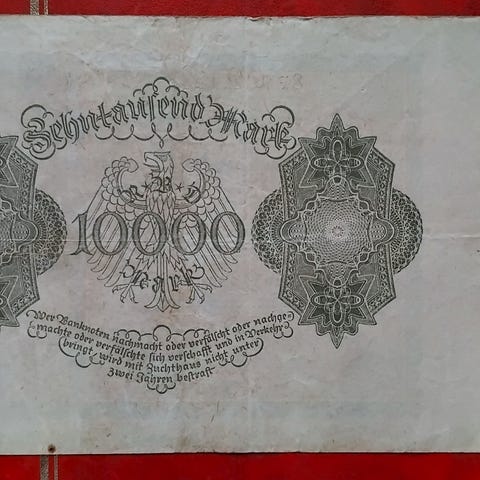 Zehntausend Mark
R B D
10000
Mark
Wer Banknoten nachmacht oder verfälscht oder nachge=
machte oder verfälschte sich verschafft und in Verkehr
bringt, wird mit Zuchthaus nicht unter
zwei Jahren bestraft